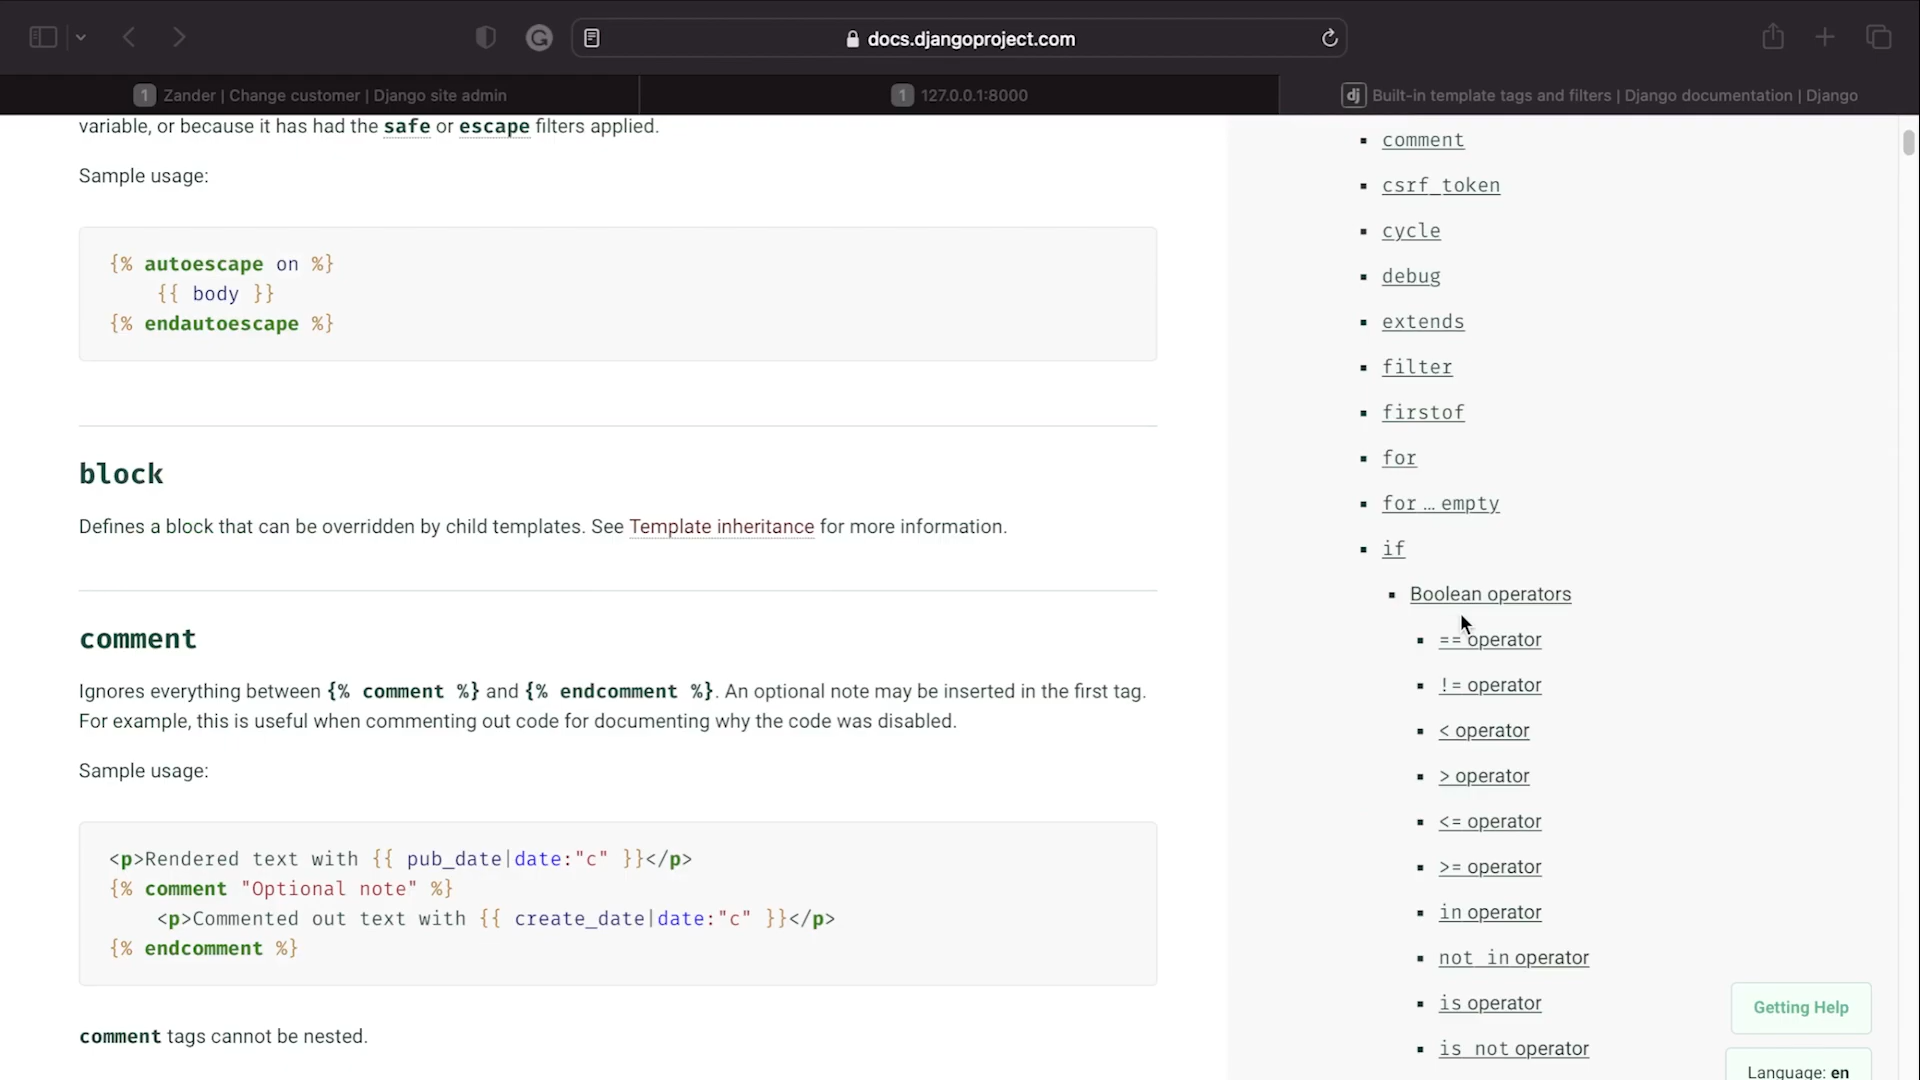 docs.djangoproject.com
1 Zander | Change customer | Django site admin
1 127.0.0.1:8000
dj Built-in template tags and filters | Django documentation | Django
variable, or because it has had the safe or escape filters applied.
Sample usage:
{% autoescape on %}
{{ body }}
{% endautoescape %}
block
Defines a block that can be overridden by child templates. See Template inheritance for more information.
comment
Ignores everything between {% comment %} and {% endcomment %}. An optional note may be inserted in the first tag.
For example, this is useful when commenting out code for documenting why the code was disabled.
Sample usage:
<p>Rendered text with {{ pub_date|date:"c" }}</p>
{% comment "Optional note" %}
<p>Commented out text with {{ create_date|date:"c" }}</p>
{% endcomment %}
comment tags cannot be nested.
comment
csrf_token
cycle
debug
extends
filter
firstof
for
for … empty
if
Boolean operators
== operator
!= operator
< operator
> operator
<= operator
>= operator
in operator
not in operator
is operator
is not operator
Getting Help
Language: en